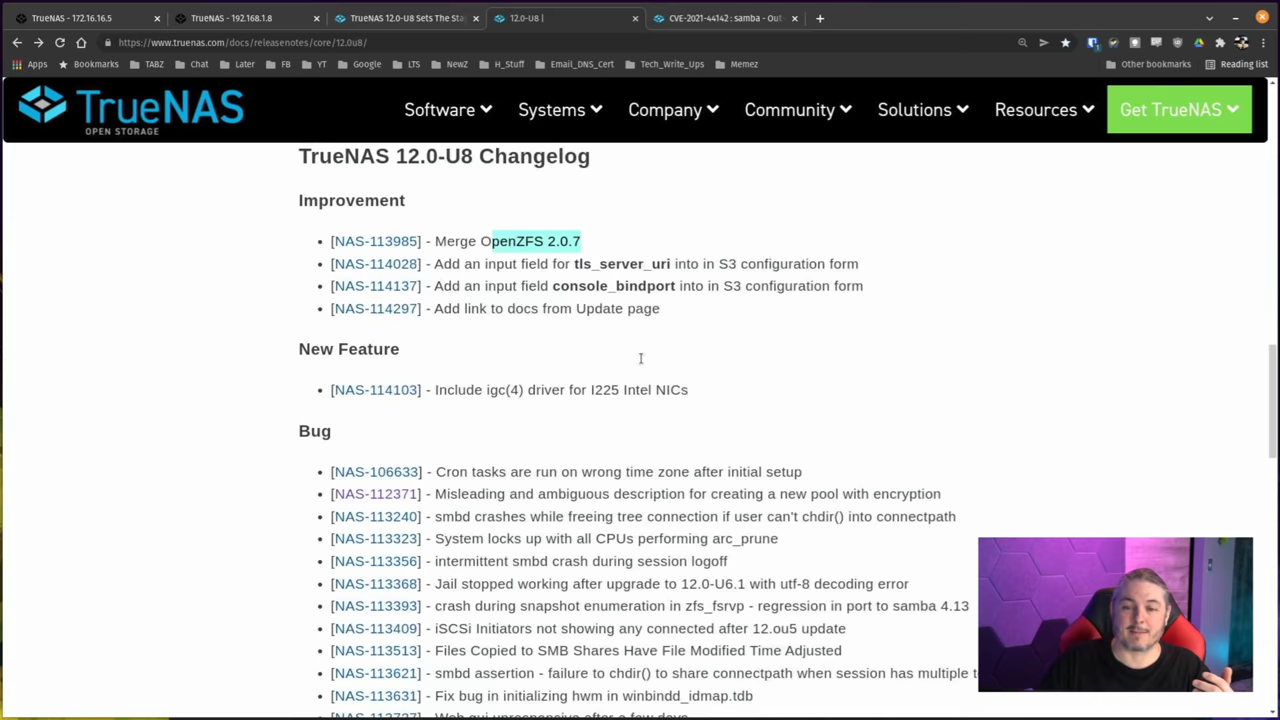 TrueNAS - 172.16.16.5
TrueNAS - 192.168.1.8
TrueNAS 12.0-U8 Sets The Sta
12.0-U8 |
CVE-2021-44142 : samba - Out
https://www.truenas.com/docs/releasenotes/core/12.0u8/
Apps
Bookmarks
TABZ
Chat
Later
FB
YT
Google
LTS
NewZ
H_Stuff
Email_DNS_Cert
Tech_Write_Ups
Memez
Other bookmarks
Reading list
TrueNAS
OPEN STORAGE
Software
Systems
Company
Community
Solutions
Resources
Get TrueNAS
TrueNAS 12.0-U8 Changelog
Improvement
• [NAS-113985] - Merge OpenZFS 2.0.7
• [NAS-114028] - Add an input field for tls_server_uri into in S3 configuration form
• [NAS-114137] - Add an input field console_bindport into in S3 configuration form
• [NAS-114297] - Add link to docs from Update page
New Feature
• [NAS-114103] - Include igc(4) driver for I225 Intel NICs
Bug
• [NAS-106633] - Cron tasks are run on wrong time zone after initial setup
• [NAS-112371] - Misleading and ambiguous description for creating a new pool with encryption
• [NAS-113240] - smbd crashes while freeing tree connection if user can't chdir() into connectpath
• [NAS-113323] - System locks up with all CPUs performing arc_prune
• [NAS-113356] - intermittent smbd crash during session logoff
• [NAS-113368] - Jail stopped working after upgrade to 12.0-U6.1 with utf-8 decoding error
• [NAS-113393] - crash during snapshot enumeration in zfs_fsrvp - regression in port to samba 4.13
• [NAS-113409] - iSCSi Initiators not showing any connected after 12.ou5 update
• [NAS-113513] - Files Copied to SMB Shares Have File Modified Time Adjusted
• [NAS-113621] - smbd assertion - failure to chdir() to share connectpath when session has multiple t
• [NAS-113631] - Fix bug in initializing hwm in winbindd_idmap.tdb
• [NAS-113727] - Web gui unresponsive after a few days